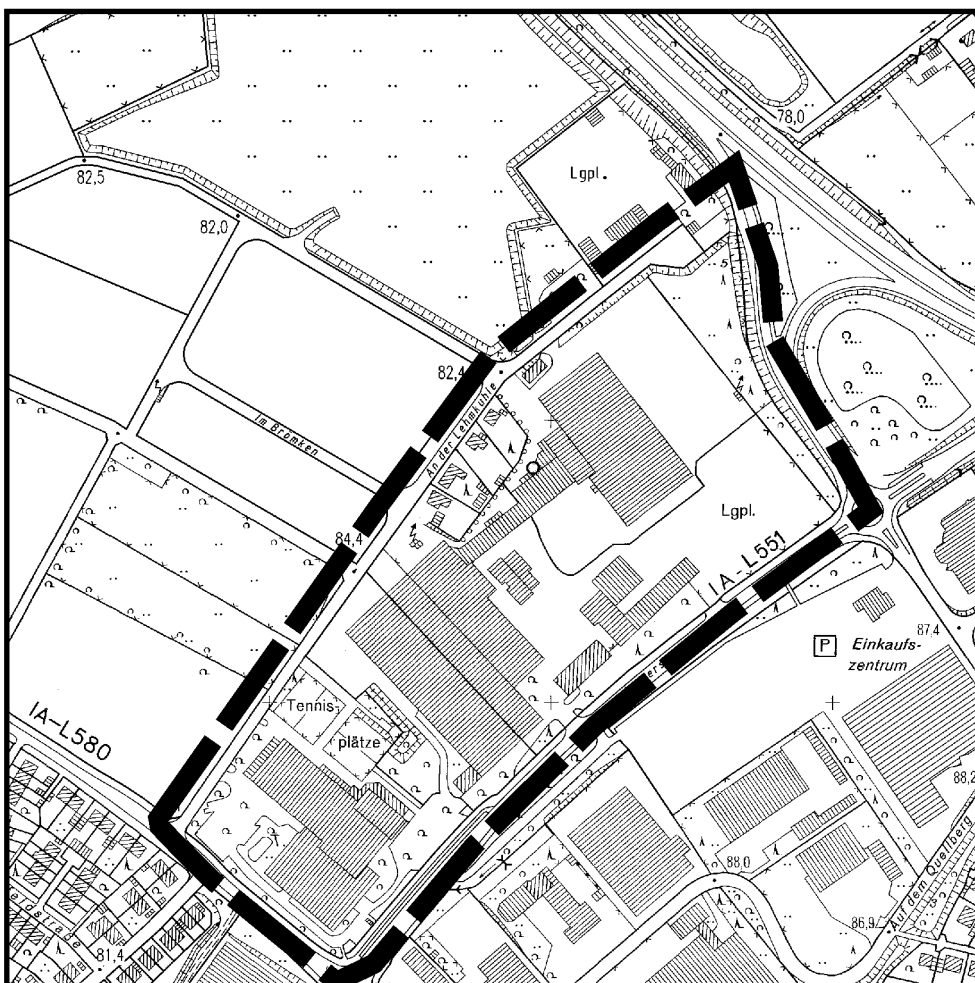 78,0
82,5
Lgpl.
82,0
82,4
An der Lehmkuhle
Im Bromken
Lgpl.
84,4
IA-L551
87,4
P
Einkaufs-
zentrum
Tennis-
plätze
IA-L580
88,2
88,0
Auf dem Quellberg
86,9
81,4